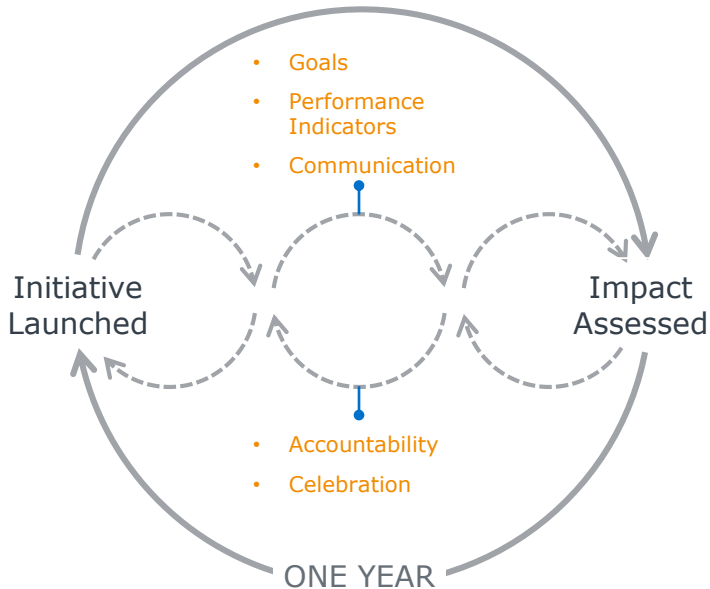 • Goals
• Performance
Indicators
• Communication
Initiative
Launched
Impact
Assessed
• Accountability
• Celebration
ONE YEAR